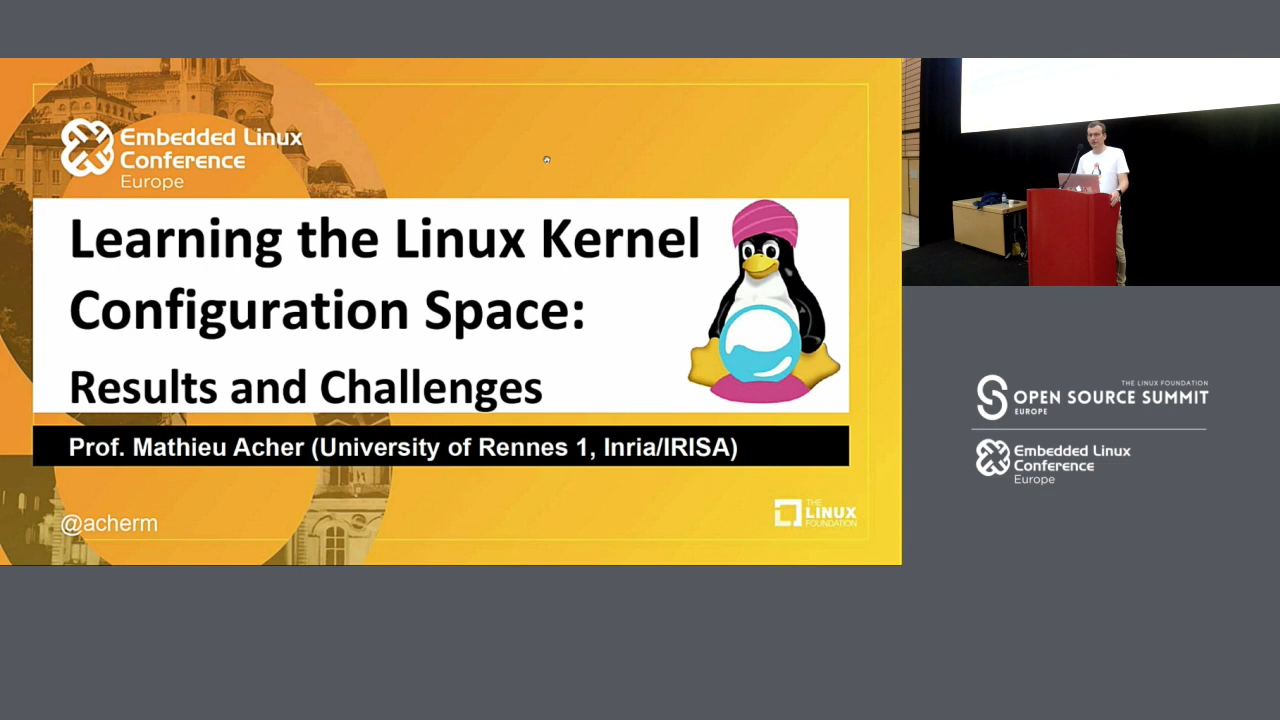 Embedded Linux
Conference
Europe
Learning the Linux Kernel
Configuration Space:
Results and Challenges
Prof. Mathieu Acher (University of Rennes 1, Inria/IRISA)
@acherm
THE
LINUX
FOUNDATION
THE LINUX FOUNDATION
OPEN SOURCE SUMMIT
EUROPE
Embedded Linux
Conference
Europe